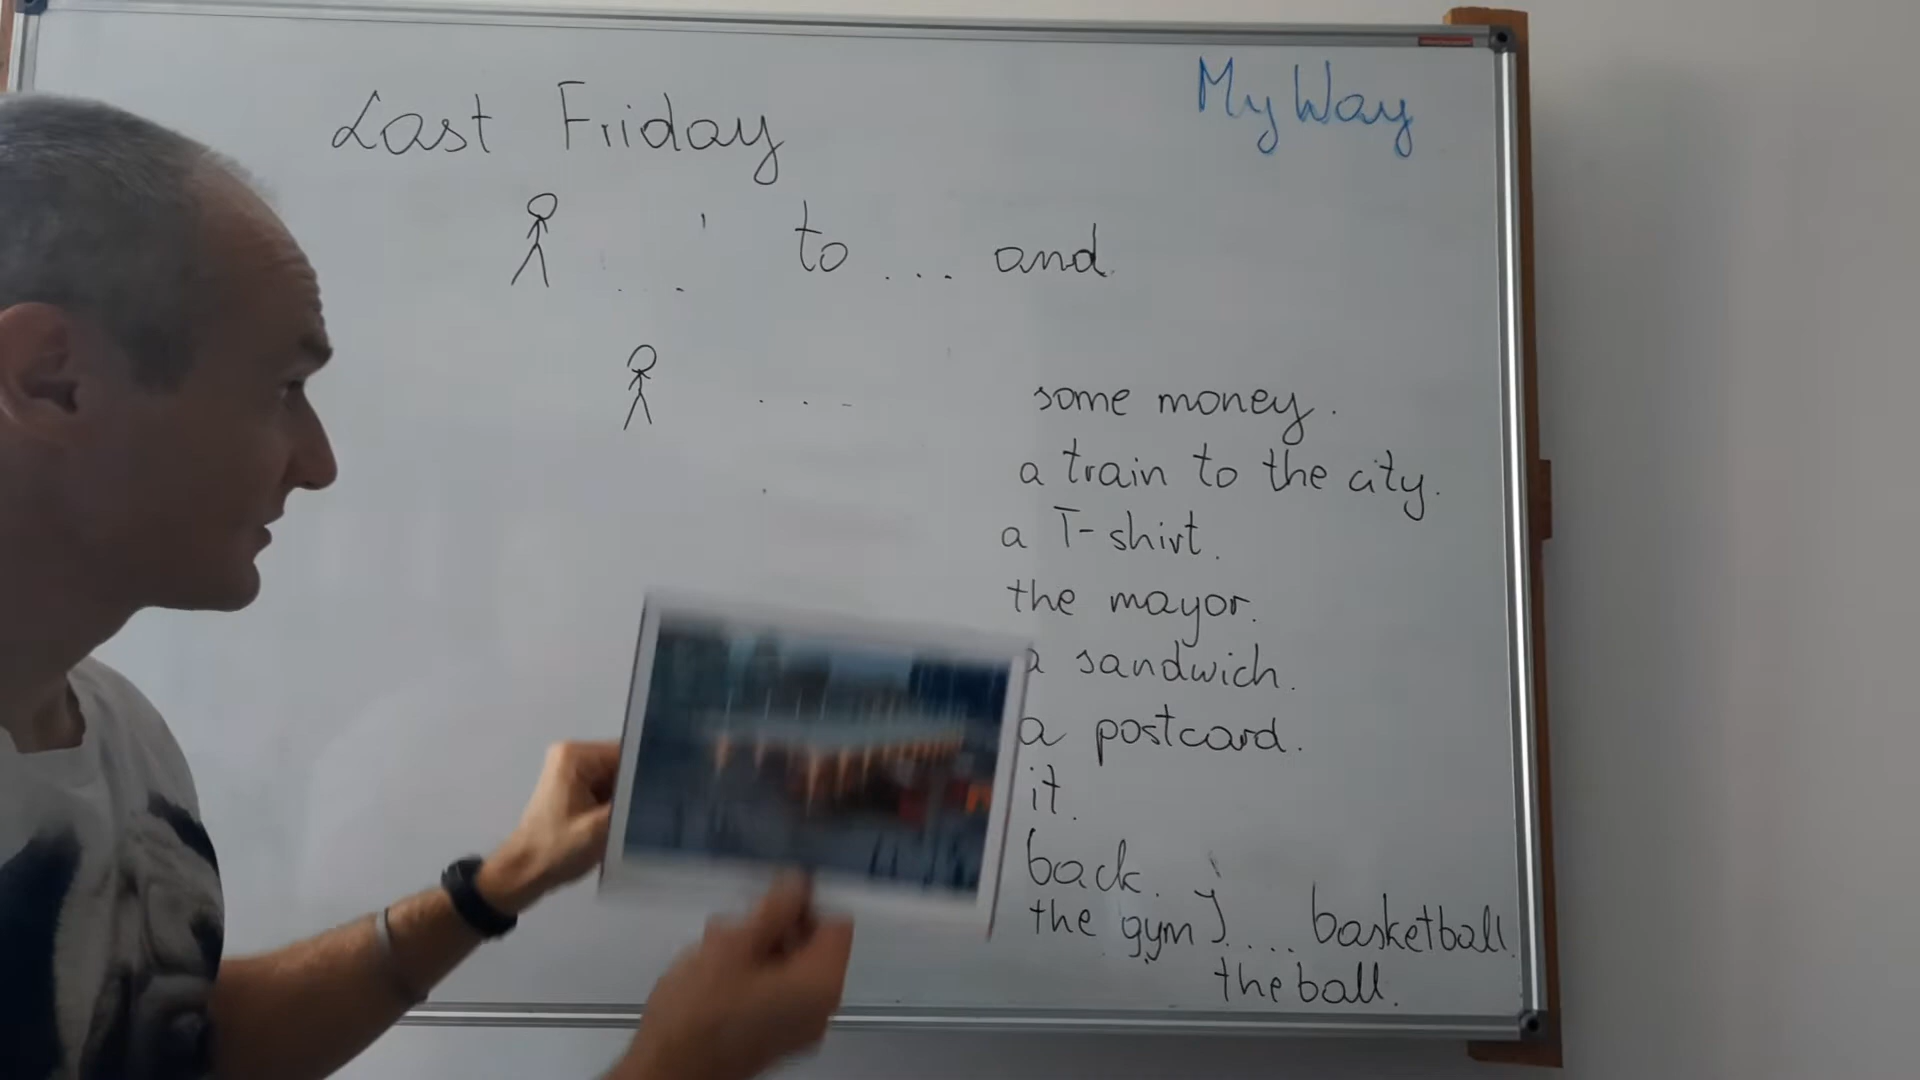 Last Friday
My Way
... to ... and
...
some money.
a train to the city.
a T-shirt.
the mayor.
a sandwich.
a postcard.
it.
back.
the gym .... basketball
the ball.